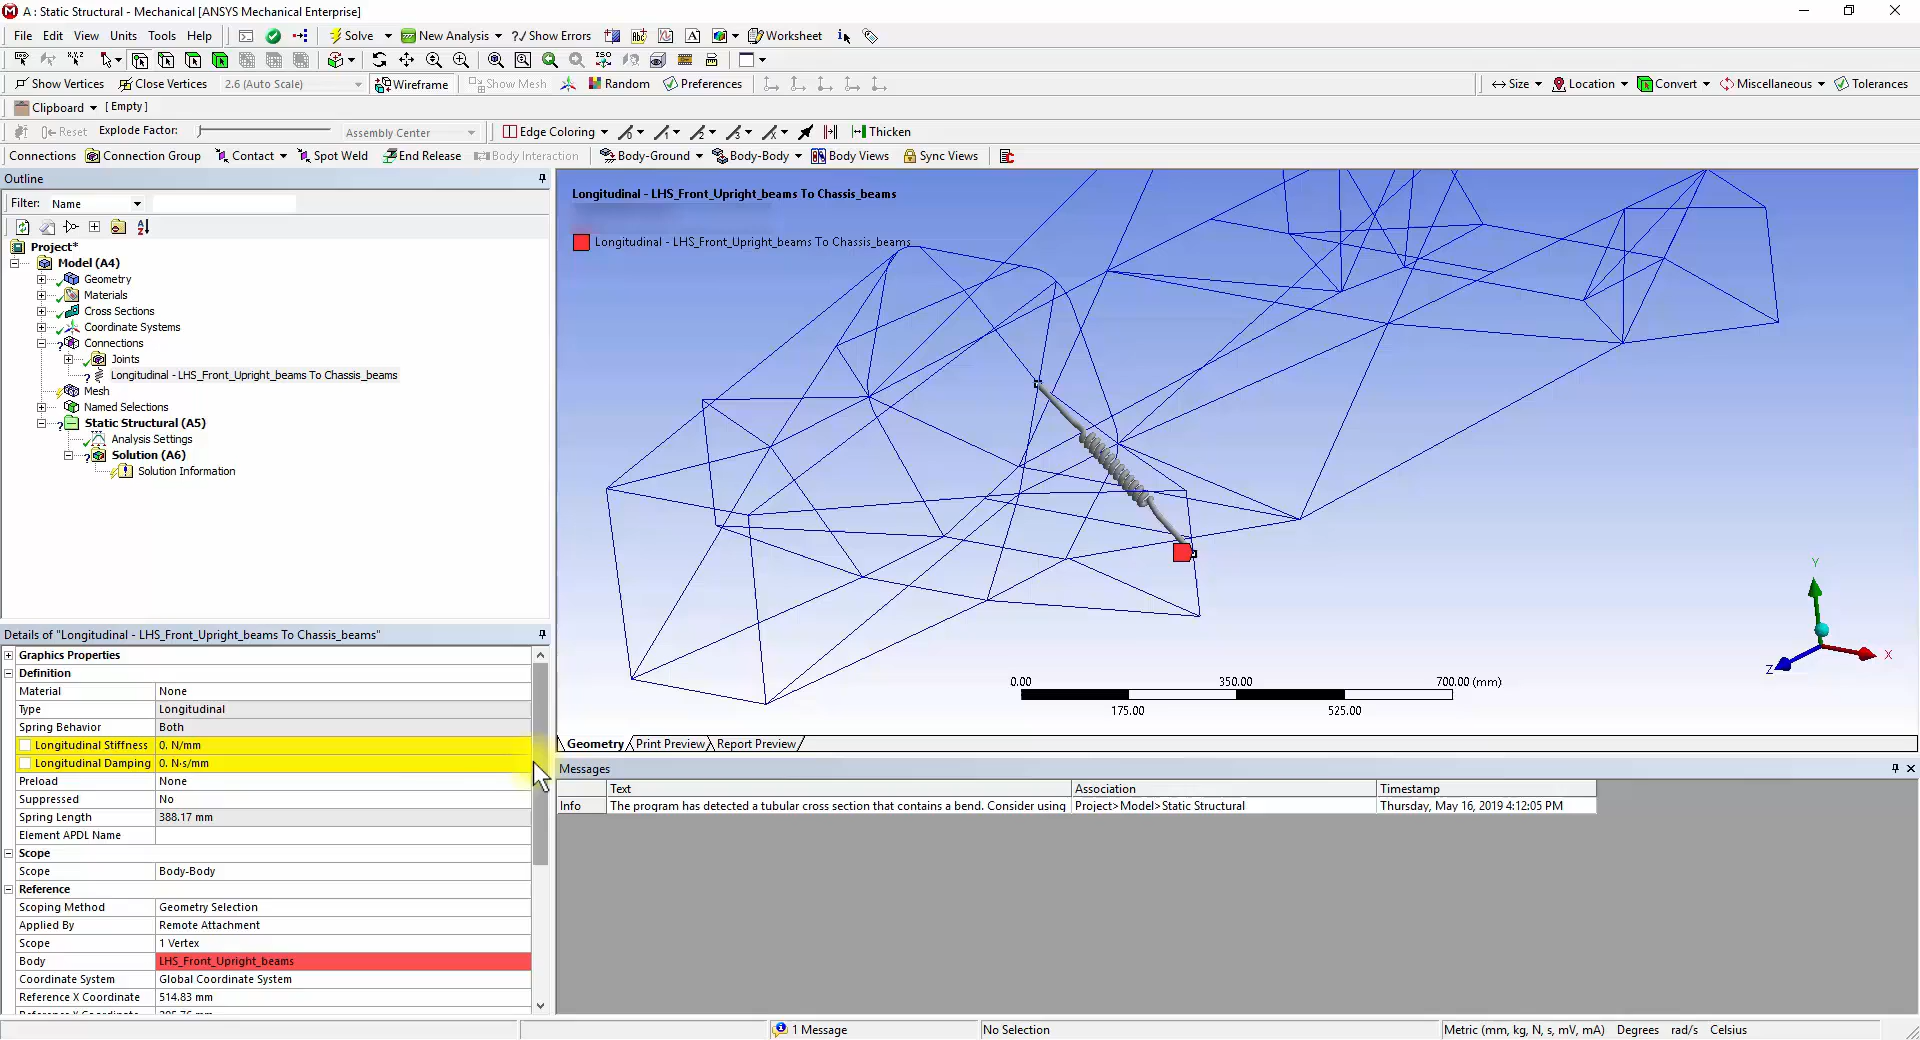 A : Static Structural - Mechanical [ANSYS Mechanical Enterprise]
File Edit View Units Tools Help Solve New Analysis ?/ Show Errors Worksheet
Show Vertices Close Vertices 2.6 (Auto Scale) Wireframe Show Mesh Random Preferences Size Location Convert Miscellaneous Tolerances
Clipboard [ Empty ]
Reset Explode Factor: Assembly Center Edge Coloring Thicken
Connections Connection Group Contact Spot Weld End Release Body Interaction Body-Ground Body-Body Body Views Sync Views
Outline
Filter: Name
Project*
Model (A4)
Geometry
Materials
Cross Sections
Coordinate Systems
Connections
Joints
Longitudinal - LHS_Front_Upright_beams To Chassis_beams
Mesh
Named Selections
Static Structural (A5)
Analysis Settings
Solution (A6)
Solution Information
Details of "Longitudinal - LHS_Front_Upright_beams To Chassis_beams"
Graphics Properties
Definition
Material None
Type Longitudinal
Spring Behavior Both
Longitudinal Stiffness 0. N/mm
Longitudinal Damping 0. N·s/mm
Preload None
Suppressed No
Spring Length 388.17 mm
Element APDL Name
Scope
Scope Body-Body
Reference
Scoping Method Geometry Selection
Applied By Remote Attachment
Scope 1 Vertex
Body LHS_Front_Upright_beams
Coordinate System Global Coordinate System
Reference X Coordinate 514.83 mm
Longitudinal - LHS_Front_Upright_beams To Chassis_beams
Longitudinal - LHS_Front_Upright_beams To Chassis_beams
Y
X
Z
0.00 350.00 700.00 (mm)
175.00 525.00
Geometry Print Preview Report Preview
Messages
Text Association Timestamp
Info The program has detected a tubular cross section that contains a bend. Consider using Project>Model>Static Structural Thursday, May 16, 2019 4:12:05 PM
1 Message No Selection Metric (mm, kg, N, s, mV, mA) Degrees rad/s Celsius